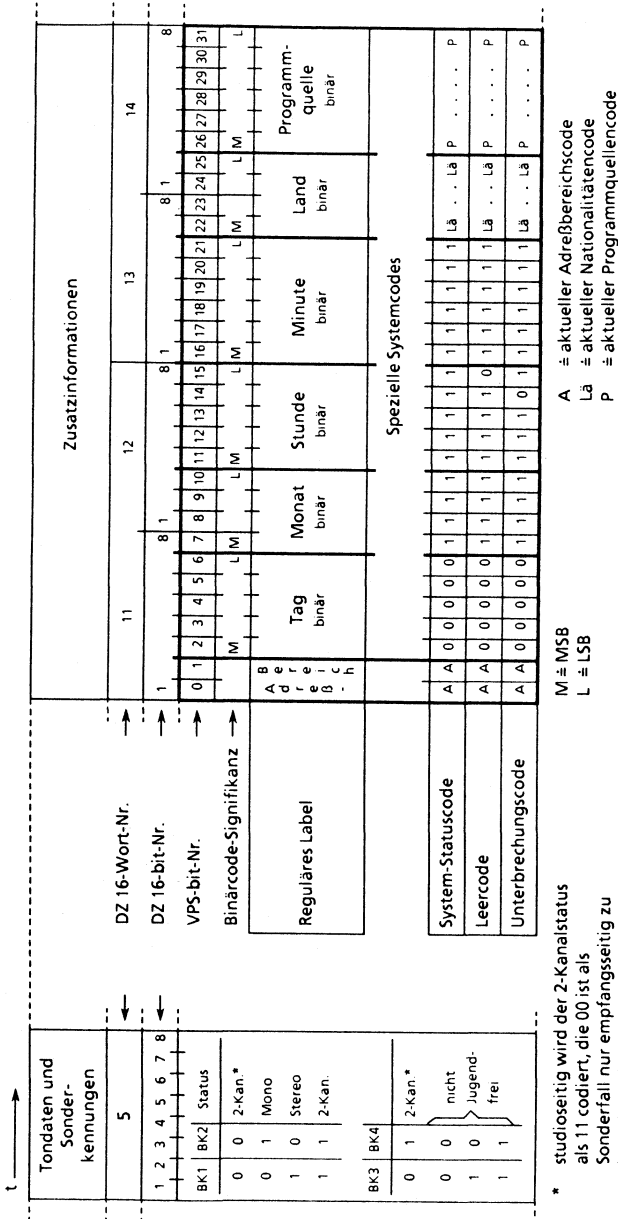 t
Tondaten und
Sonder-
kennungen
Zusatzinformationen
5
DZ 16-Wort-Nr.
11 12 13 14
1 2 3 4 5 6 7 8
DZ 16-bit-Nr.
1 8 1 8 1 8 1 8
BK1 BK2 Status
0 0 2-Kan.*
0 1 Mono
1 0 Stereo
1 1 2-Kan.
BK3 BK4
0 1 2-Kan.*
0 0 nicht
1 0 Jugend-
1 1 frei
VPS-bit-Nr.
0 1 2 3 4 5 6 7 8 9 10 11 12 13 14 15 16 17 18 19 20 21 22 23 24 25 26 27 28 29 30 31
Binärcode-Signifikanz
M L M L M L M L M L M L
Reguläres Label
Adreß-
Bereich
Tag
binär
Monat
binär
Stunde
binär
Minute
binär
Land
binär
Programm-
quelle
binär
Spezielle Systemcodes
System-Statuscode A A 0 0 0 0 0 1 1 1 1 1 1 1 1 1 1 1 1 1 1 1 Lä . . Lä P . . . . P
Leercode A A 0 0 0 0 0 1 1 1 1 1 1 1 1 0 1 1 1 1 1 1 Lä . . Lä P . . . . P
Unterbrechungscode A A 0 0 0 0 0 1 1 1 1 1 1 1 0 1 1 1 1 1 1 1 Lä . . Lä P . . . . P
* studioseitig wird der 2-Kanalstatus
als 11 codiert, die 00 ist als
Sonderfall nur empfangsseitig zu
M ≙ MSB
L ≙ LSB
A ≙ aktueller Adreßbereichscode
Lä ≙ aktueller Nationalitätencode
P ≙ aktueller Programmquellencode